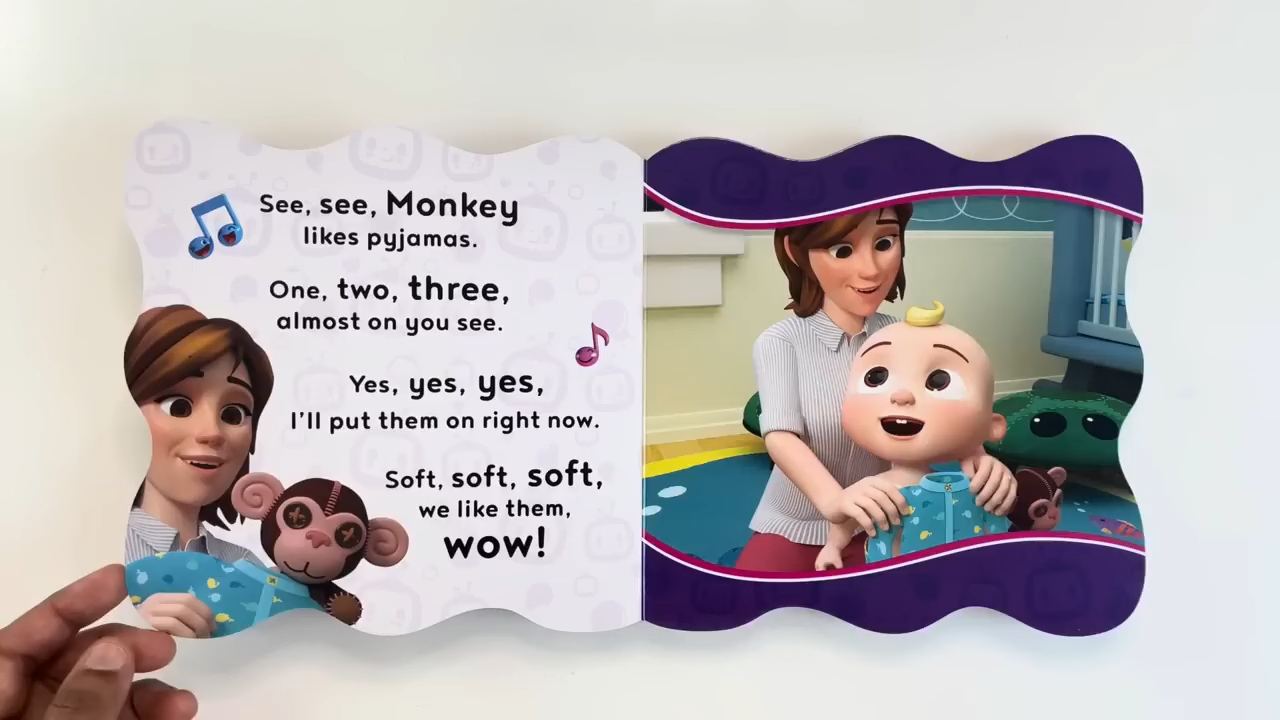 See, see, Monkey
likes pyjamas.
One, two, three,
almost on you see.
Yes, yes, yes,
I'll put them on right now.
Soft, soft, soft,
we like them,
wow!